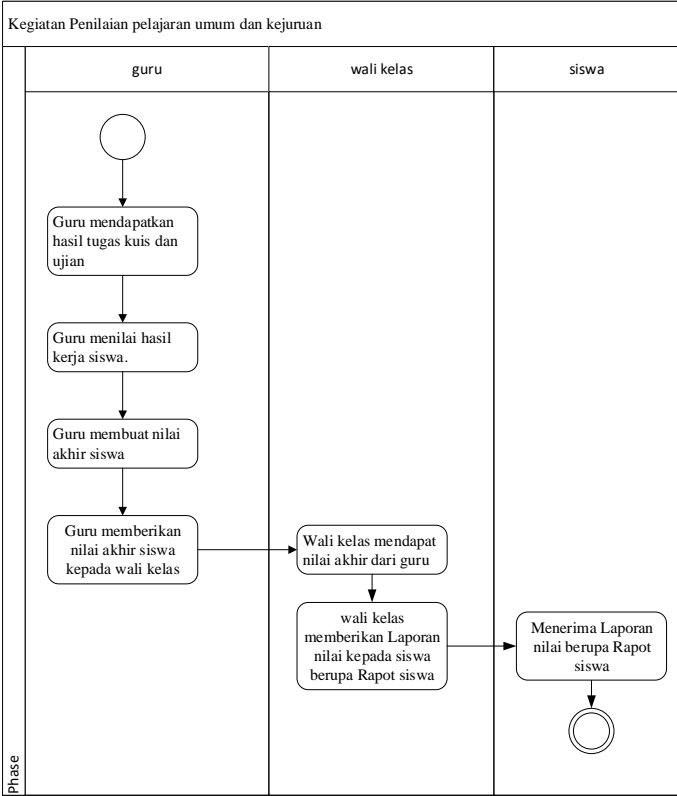 Kegiatan Penilaian pelajaran umum dan kejuruan
guru
wali kelas
siswa
Guru mendapatkan
hasil tugas kuis dan
ujian
Guru menilai hasil
kerja siswa.
Guru membuat nilai
akhir siswa
Guru memberikan
nilai akhir siswa
kepada wali kelas
Wali kelas mendapat
nilai akhir dari guru
wali kelas
memberikan Laporan
nilai kepada siswa
berupa Rapot siswa
Menerima Laporan
nilai berupa Rapot
siswa
Phase